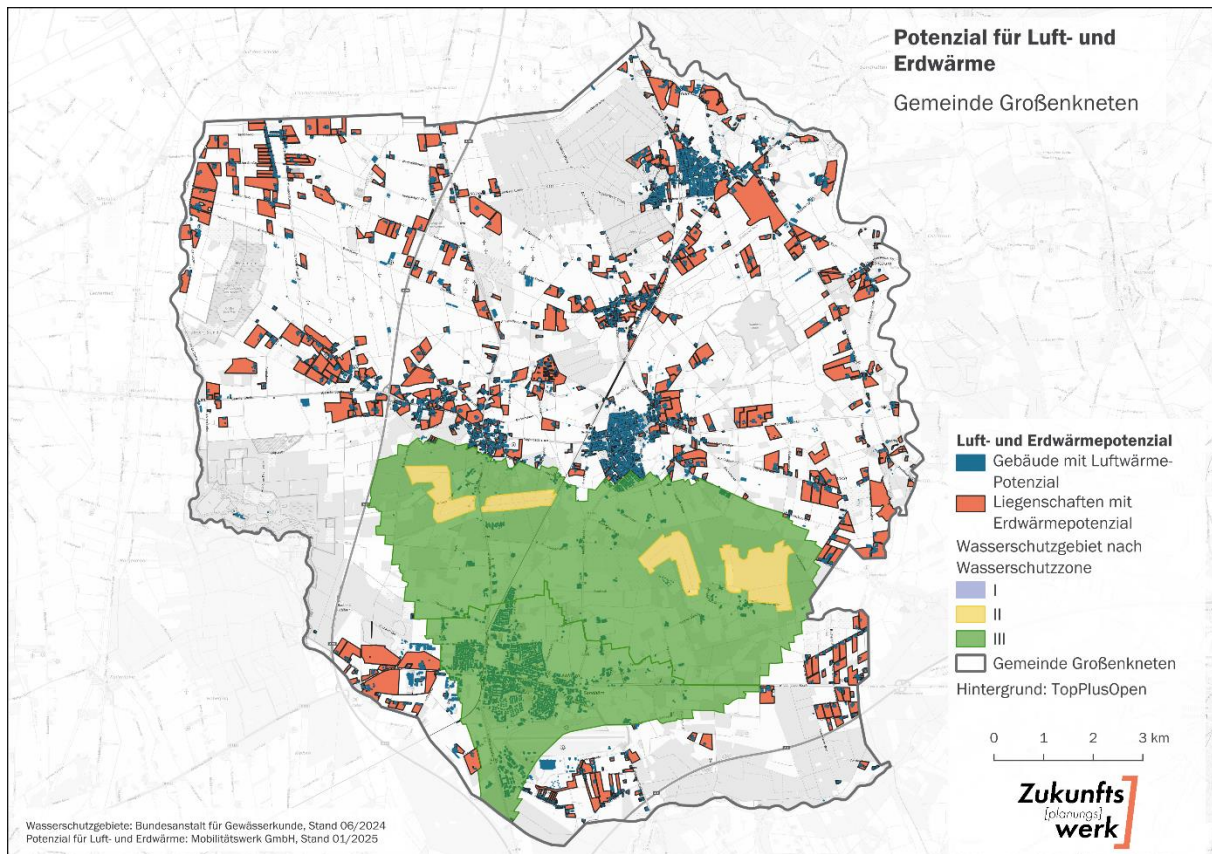 Potenzial für Luft- und
Erdwärme
Gemeinde Großenkneten
Luft- und Erdwärmepotenzial
Gebäude mit Luftwärme-
Potenzial
Liegenschaften mit
Erdwärmepotenzial
Wasserschutzgebiet nach
Wasserschutzzone
I
II
III
Gemeinde Großenkneten
Hintergrund: TopPlusOpen
0 1 2 3 km
Zukunfts
[planungs]
werk
Wasserschutzgebiete: Bundesanstalt für Gewässerkunde, Stand 06/2024
Potenzial für Luft- und Erdwärme: Mobilitätswerk GmbH, Stand 01/2025